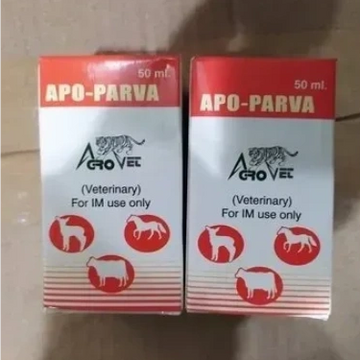 50 ml.
APO-PARVA
AGROVET
(Veterinary)
For IM use only
50 ml.
APO-PARVA
AGROVET
(Veterinary)
For IM use only